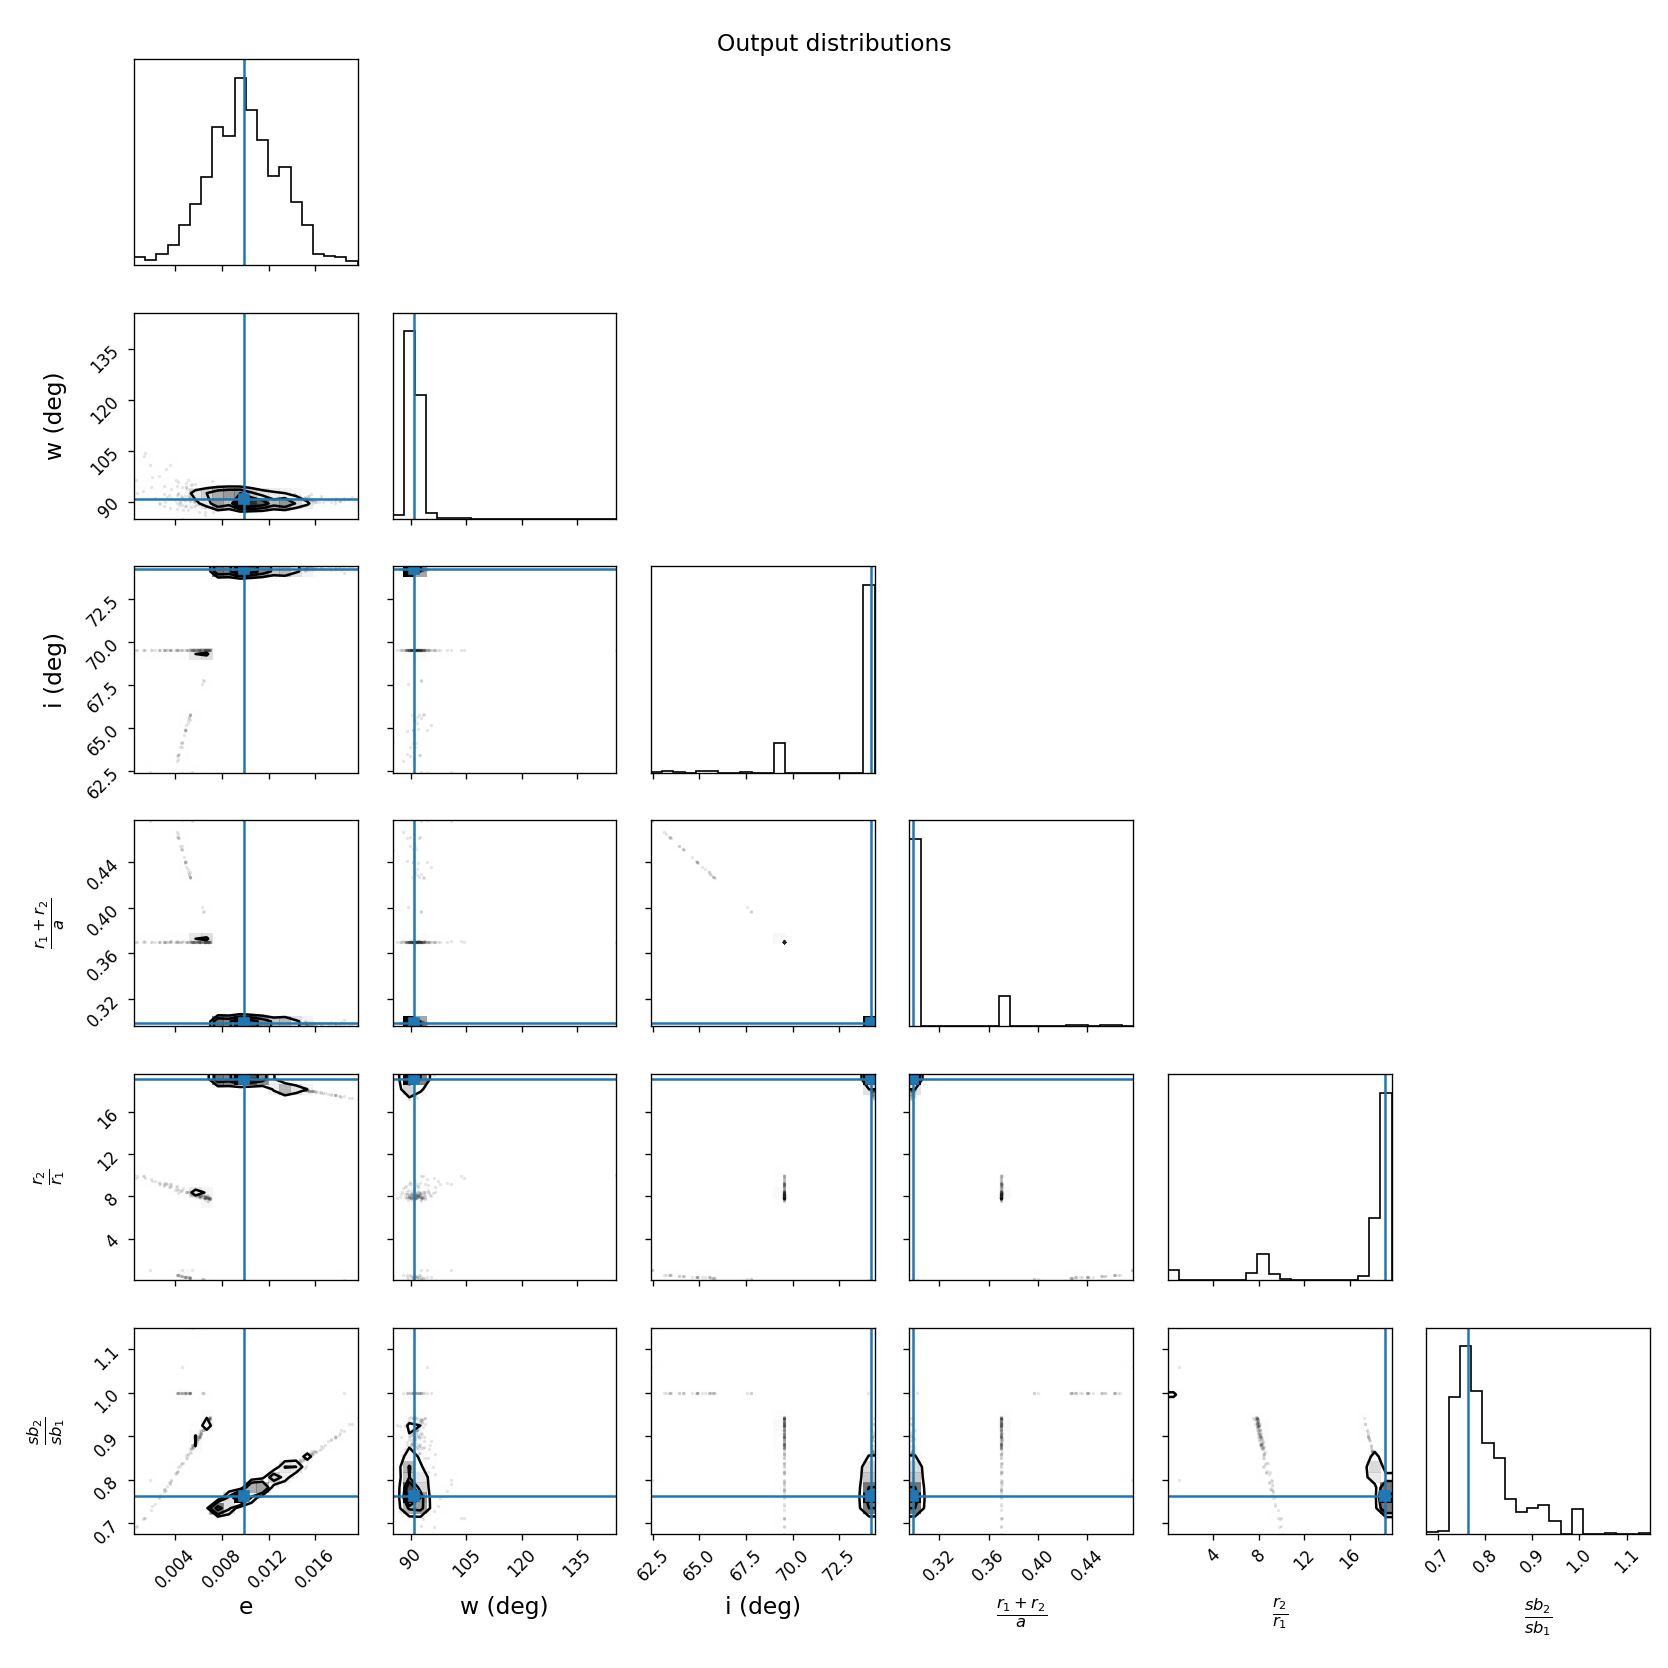 Output distributions
135
120
105
90
w (deg)
72.5
70.0
67.5
65.0
62.5
i (deg)
0.44
0.40
0.36
0.32
r₁ + r₂
a
16
12
8
4
r₂
r₁
1.1
1.0
0.9
0.8
0.7
sb₂
sb₁
0.004 0.008 0.012 0.016 90 105 120 135 62.5 65.0 67.5 70.0 72.5 0.32 0.36 0.40 0.44 4 8 12 16 0.7 0.8 0.9 1.0 1.1
e w (deg) i (deg)
r₁ + r₂
a
r₂
r₁
sb₂
sb₁